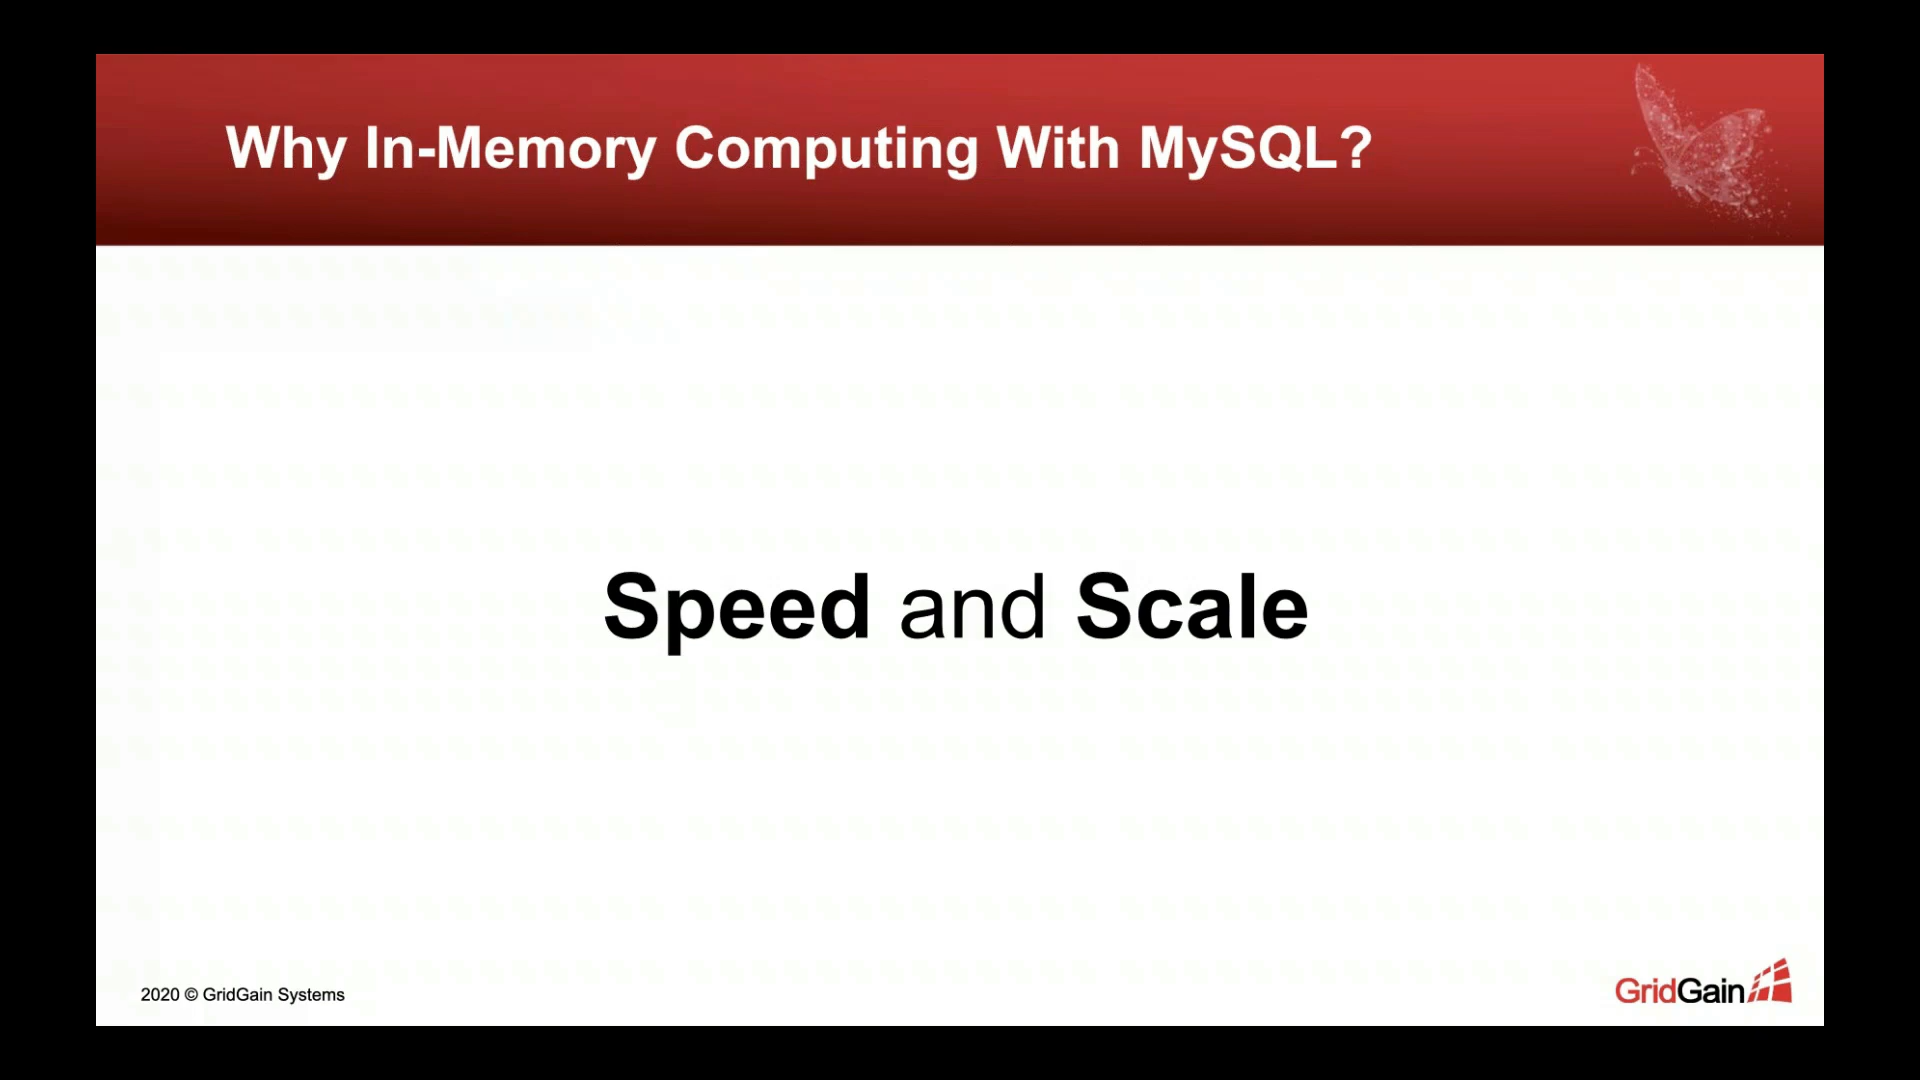 Why In-Memory Computing With MySQL?
Speed and Scale
2020 © GridGain Systems
GridGain